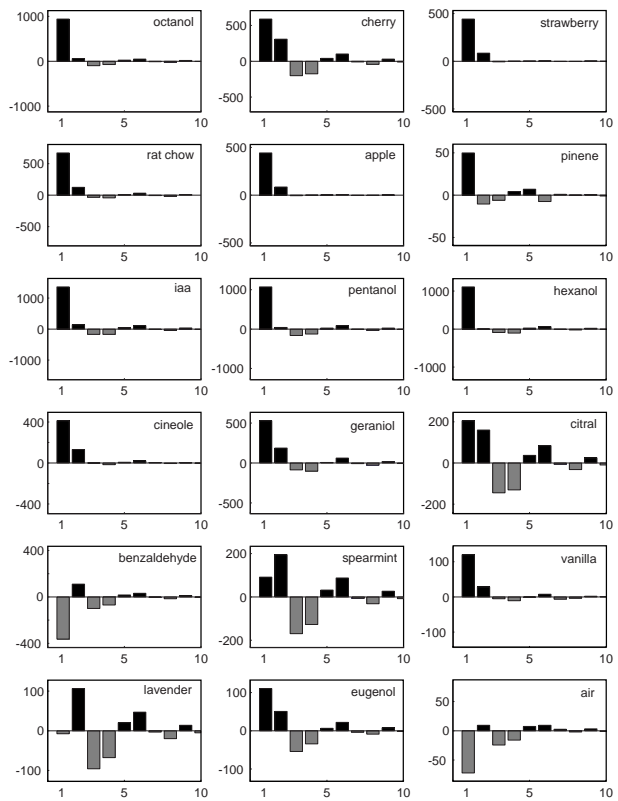 octanol
1000
0
-1000
1 5 10
cherry
500
0
-500
1 5 10
strawberry
500
0
-500
1 5 10
rat chow
500
0
-500
1 5 10
apple
500
0
-500
1 5 10
pinene
50
0
-50
1 5 10
iaa
1000
0
-1000
1 5 10
pentanol
1000
0
-1000
1 5 10
hexanol
1000
0
-1000
1 5 10
cineole
400
0
-400
1 5 10
geraniol
500
0
-500
1 5 10
citral
200
0
-200
1 5 10
benzaldehyde
400
0
-400
1 5 10
spearmint
200
0
-200
1 5 10
vanilla
100
0
-100
1 5 10
lavender
100
0
-100
1 5 10
eugenol
100
0
-100
1 5 10
air
50
0
-50
1 5 10